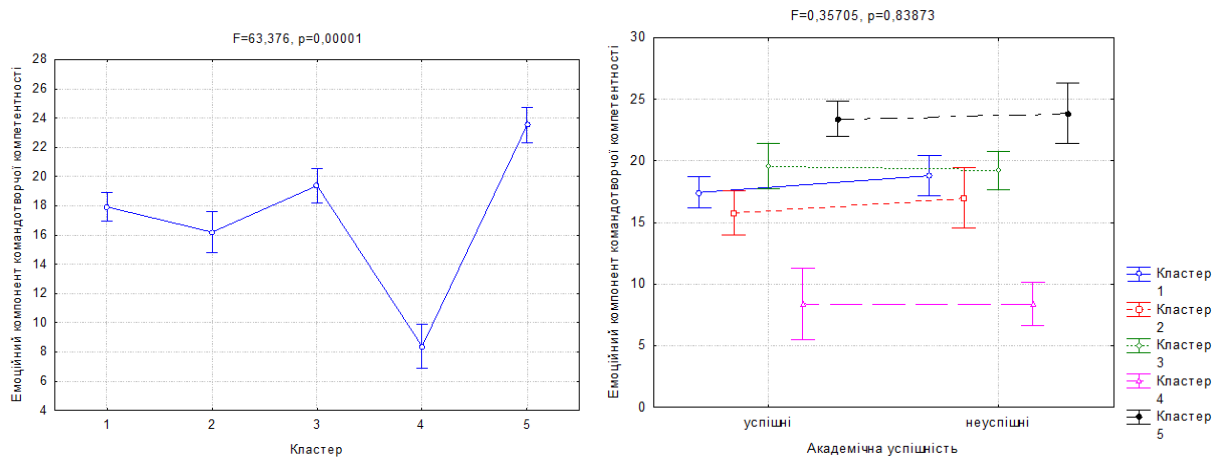 F=63,376, p=0,00001
Емоційний компонент командотворчої компетентності
28
26
24
22
20
18
16
14
12
10
8
6
4
1 2 3 4 5
Кластер
F=0,35705, p=0,83873
Емоційний компонент командотворчої компетентності
30
25
20
15
10
5
0
успішні неуспішні
Академічна успішність
Кластер
1
Кластер
2
Кластер
3
Кластер
4
Кластер
5